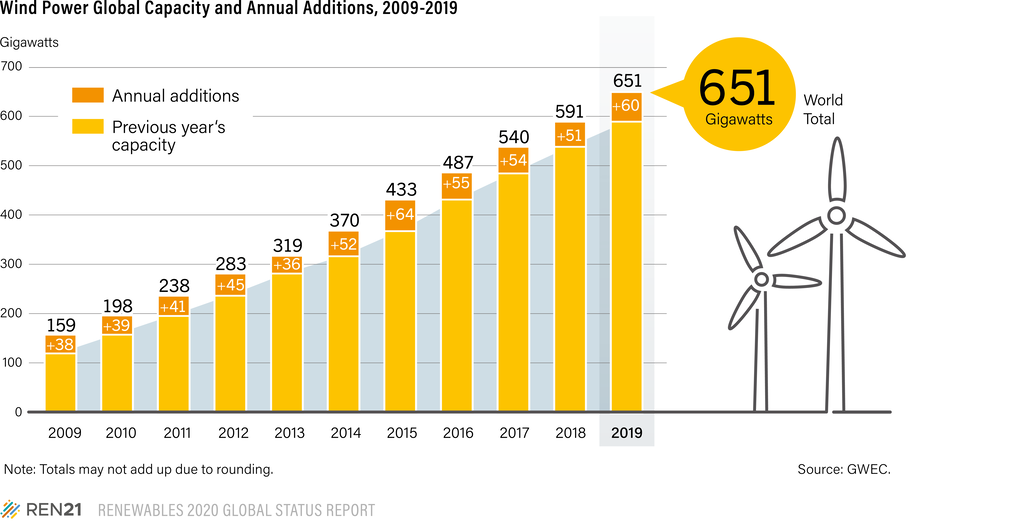 Wind Power Global Capacity and Annual Additions, 2009-2019
Gigawatts
700
600
500
400
300
200
100
0
Annual additions
Previous year's
capacity
159
+38
198
+39
238
+41
283
+45
319
+36
370
+52
433
+64
487
+55
540
+54
591
+51
651
+60
651
Gigawatts
World
Total
2009 2010 2011 2012 2013 2014 2015 2016 2017 2018 2019
Note: Totals may not add up due to rounding.
Source: GWEC.
REN21 RENEWABLES 2020 GLOBAL STATUS REPORT